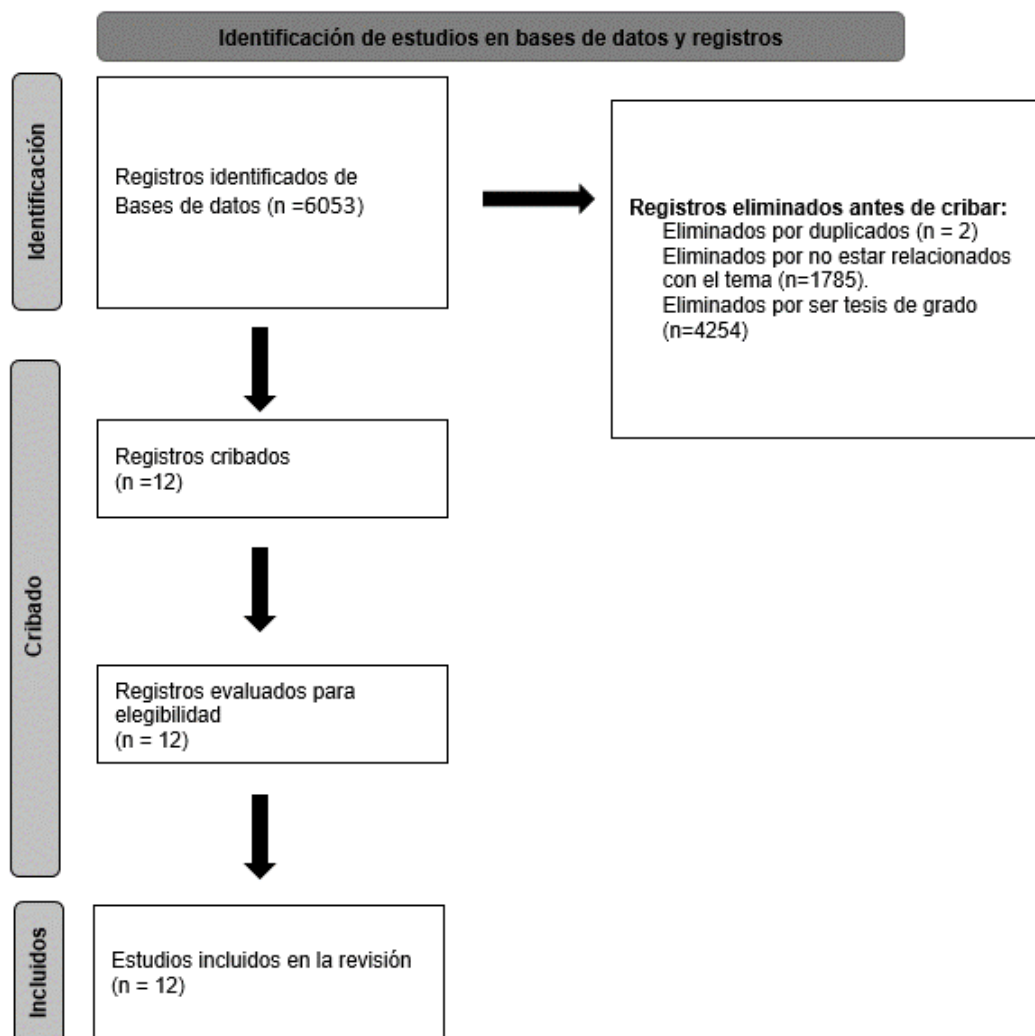 Identificación de estudios en bases de datos y registros
Identificación
Registros identificados de
Bases de datos (n =6053)
Registros eliminados antes de cribar:
Eliminados por duplicados (n = 2)
Eliminados por no estar relacionados
con el tema (n=1785).
Eliminados por ser tesis de grado
(n=4254)
Cribado
Registros cribados
(n =12)
Registros evaluados para
elegibilidad
(n = 12)
Incluidos
Estudios incluidos en la revisión
(n = 12)